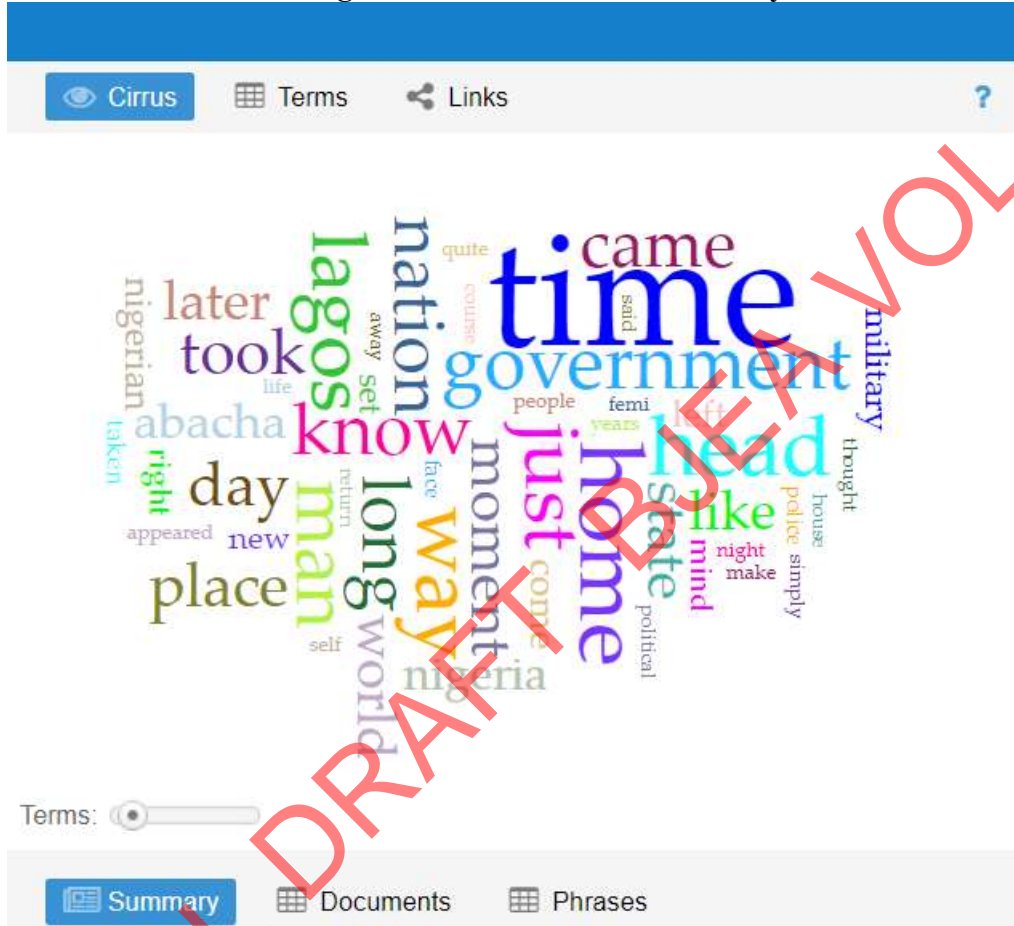 Cirrus Terms Links ?
time
came
nation
lagos
quite
later
nigerian
took
course
away
said
military
government
life
set
people
femi
years
left
abacha
know
head
just
home
taken
right
day
man
return
long
face
way
moment
state
like
thought
police
house
appeared
new
mind
night
make
simply
place
come
self
world
nigeria
political
Terms:
Summary Documents Phrases
DRAFT BJEA VOL